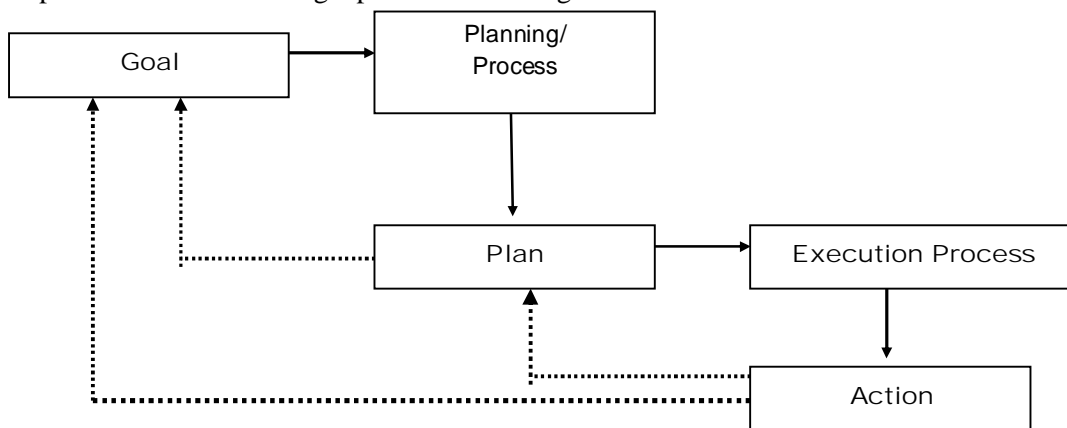 Goal
Planning/
Process
Plan
Execution Process
Action